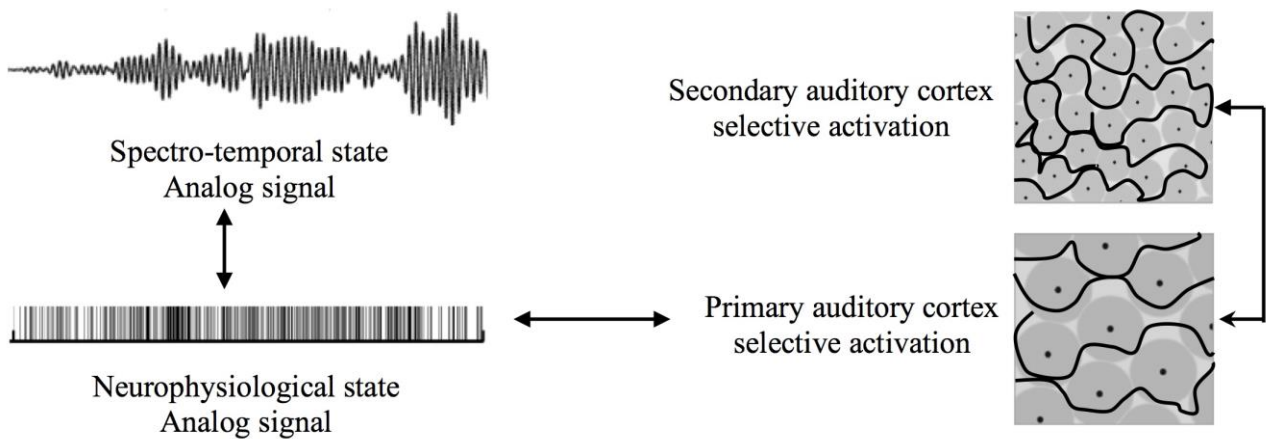 Spectro-temporal state
Analog signal
Secondary auditory cortex
selective activation
Neurophysiological state
Analog signal
Primary auditory cortex
selective activation